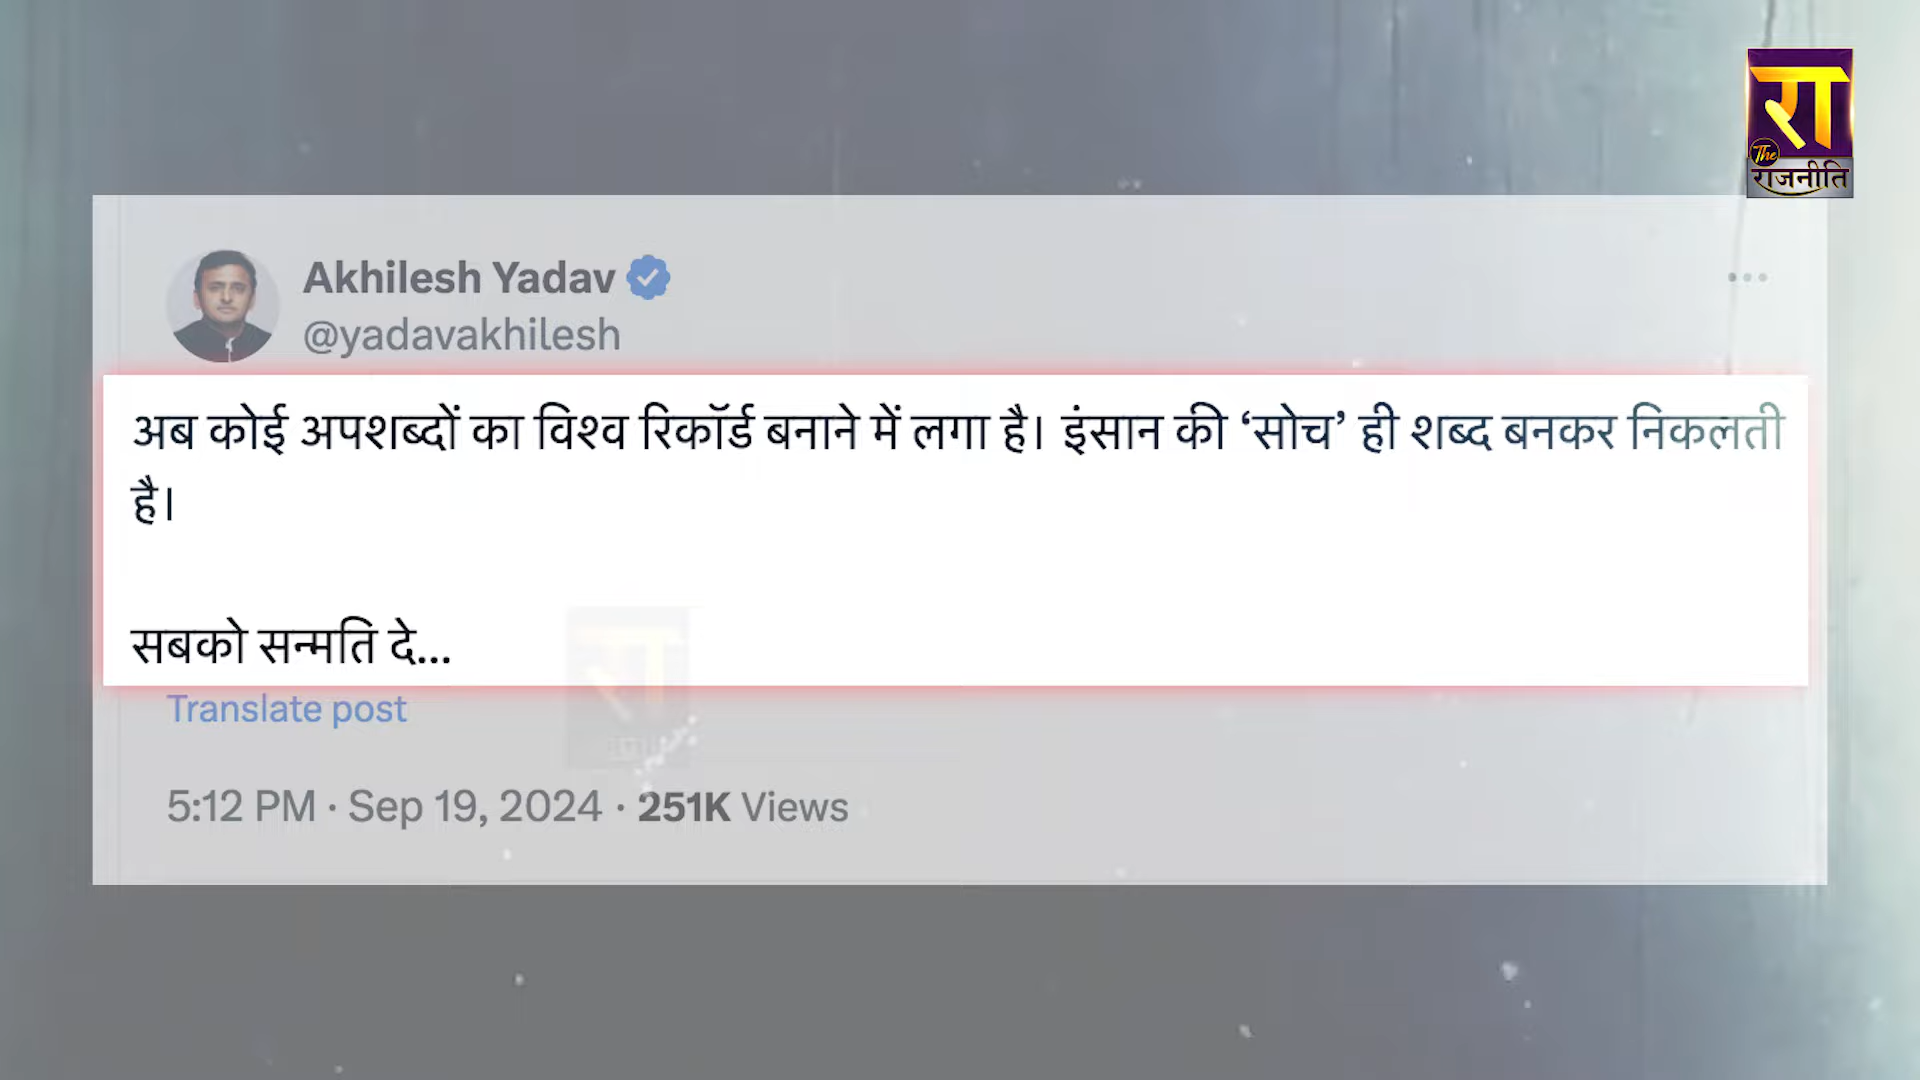 The
राजनीति
Akhilesh Yadav
@yadavakhilesh
अब कोई अपशब्दों का विश्व रिकॉर्ड बनाने में लगा है। इंसान की ‘सोच’ ही शब्द बनकर निकलती
है।
सबको सन्मति दे...
Translate post
5:12 PM · Sep 19, 2024 · 251K Views